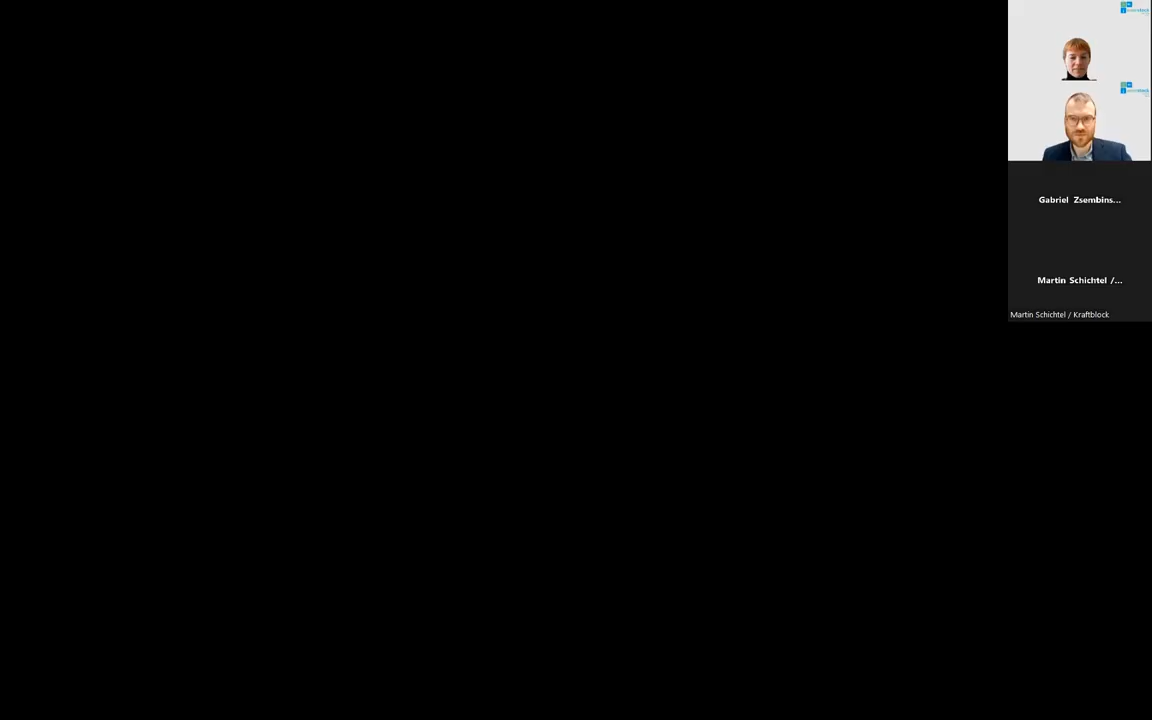 Gabriel Zsembins...
Martin Schichtel /...
Martin Schichtel / Kraftblock